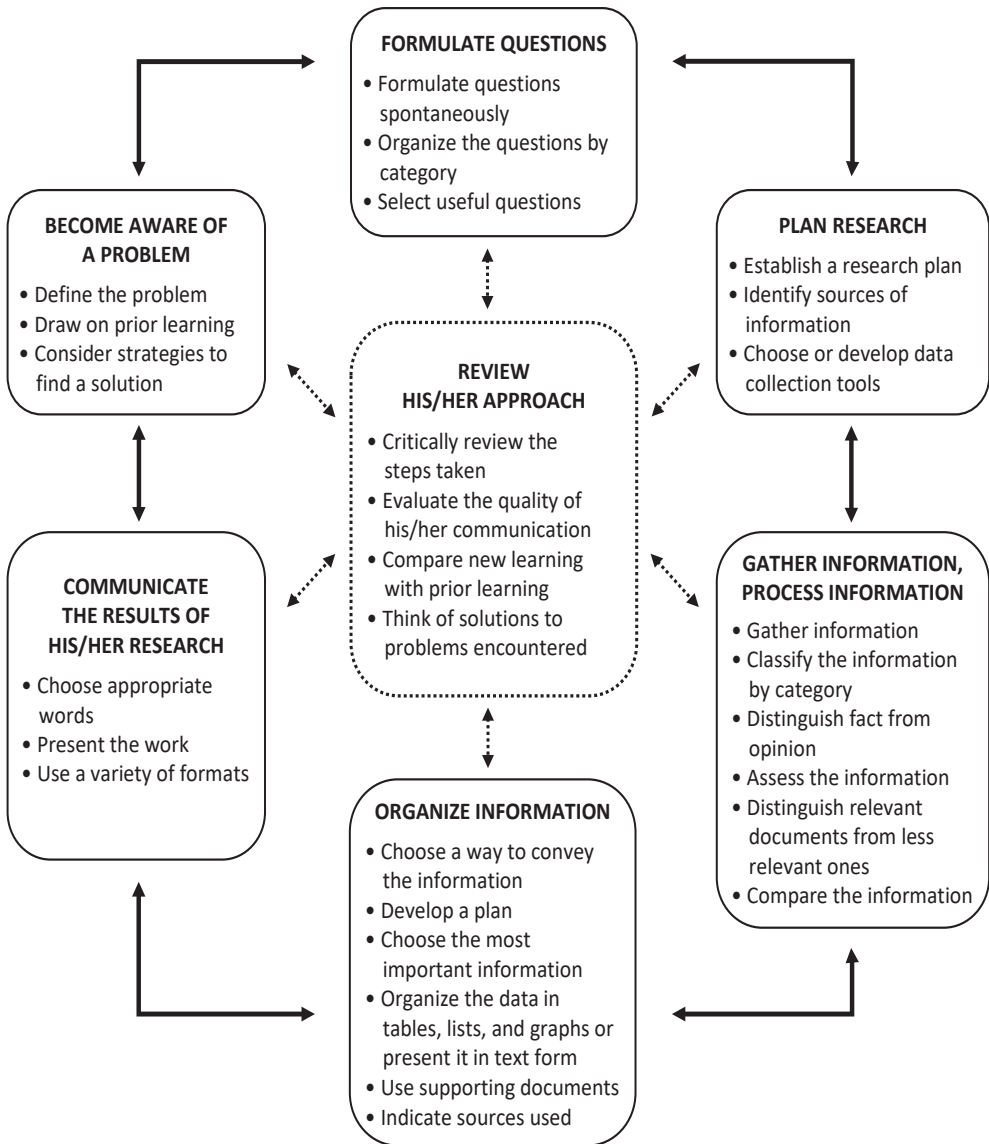 FORMULATE QUESTIONS
• Formulate questions
spontaneously
• Organize the questions by
category
• Select useful questions
BECOME AWARE OF
A PROBLEM
• Define the problem
• Draw on prior learning
• Consider strategies to
find a solution
PLAN RESEARCH
• Establish a research plan
• Identify sources of
information
• Choose or develop data
collection tools
REVIEW
HIS/HER APPROACH
• Critically review the
steps taken
• Evaluate the quality of
his/her communication
• Compare new learning
with prior learning
• Think of solutions to
problems encountered
COMMUNICATE
THE RESULTS OF
HIS/HER RESEARCH
• Choose appropriate
words
• Present the work
• Use a variety of formats
GATHER INFORMATION,
PROCESS INFORMATION
• Gather information
• Classify the information
by category
• Distinguish fact from
opinion
• Assess the information
• Distinguish relevant
documents from less
relevant ones
• Compare the information
ORGANIZE INFORMATION
• Choose a way to convey
the information
• Develop a plan
• Choose the most
important information
• Organize the data in
tables, lists, and graphs or
present it in text form
• Use supporting documents
• Indicate sources used